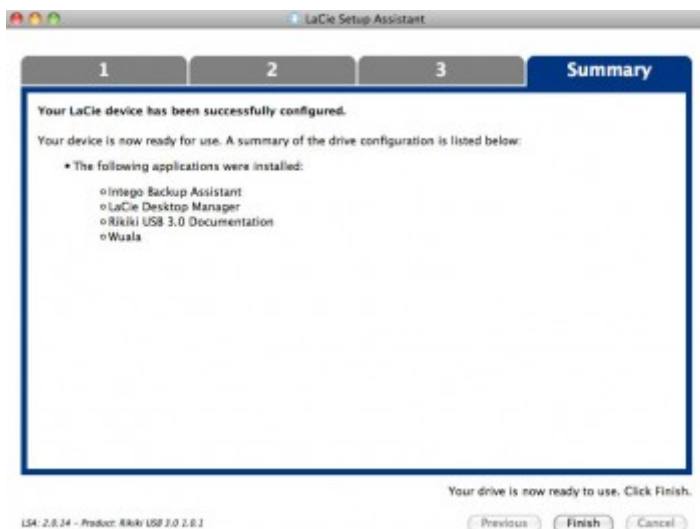 LaCie Setup Assistant
1 2 3 Summary
Your LaCie device has been successfully configured.
Your device is now ready for use. A summary of the drive configuration is listed below:
• The following applications were installed:
Intego Backup Assistant
LaCie Desktop Manager
Rikiki USB 3.0 Documentation
Wuala
Your drive is now ready to use. Click Finish.
LSA: 2.0.14 - Product: Rikiki USB 3.0 1.0.1
Previous Finish Cancel